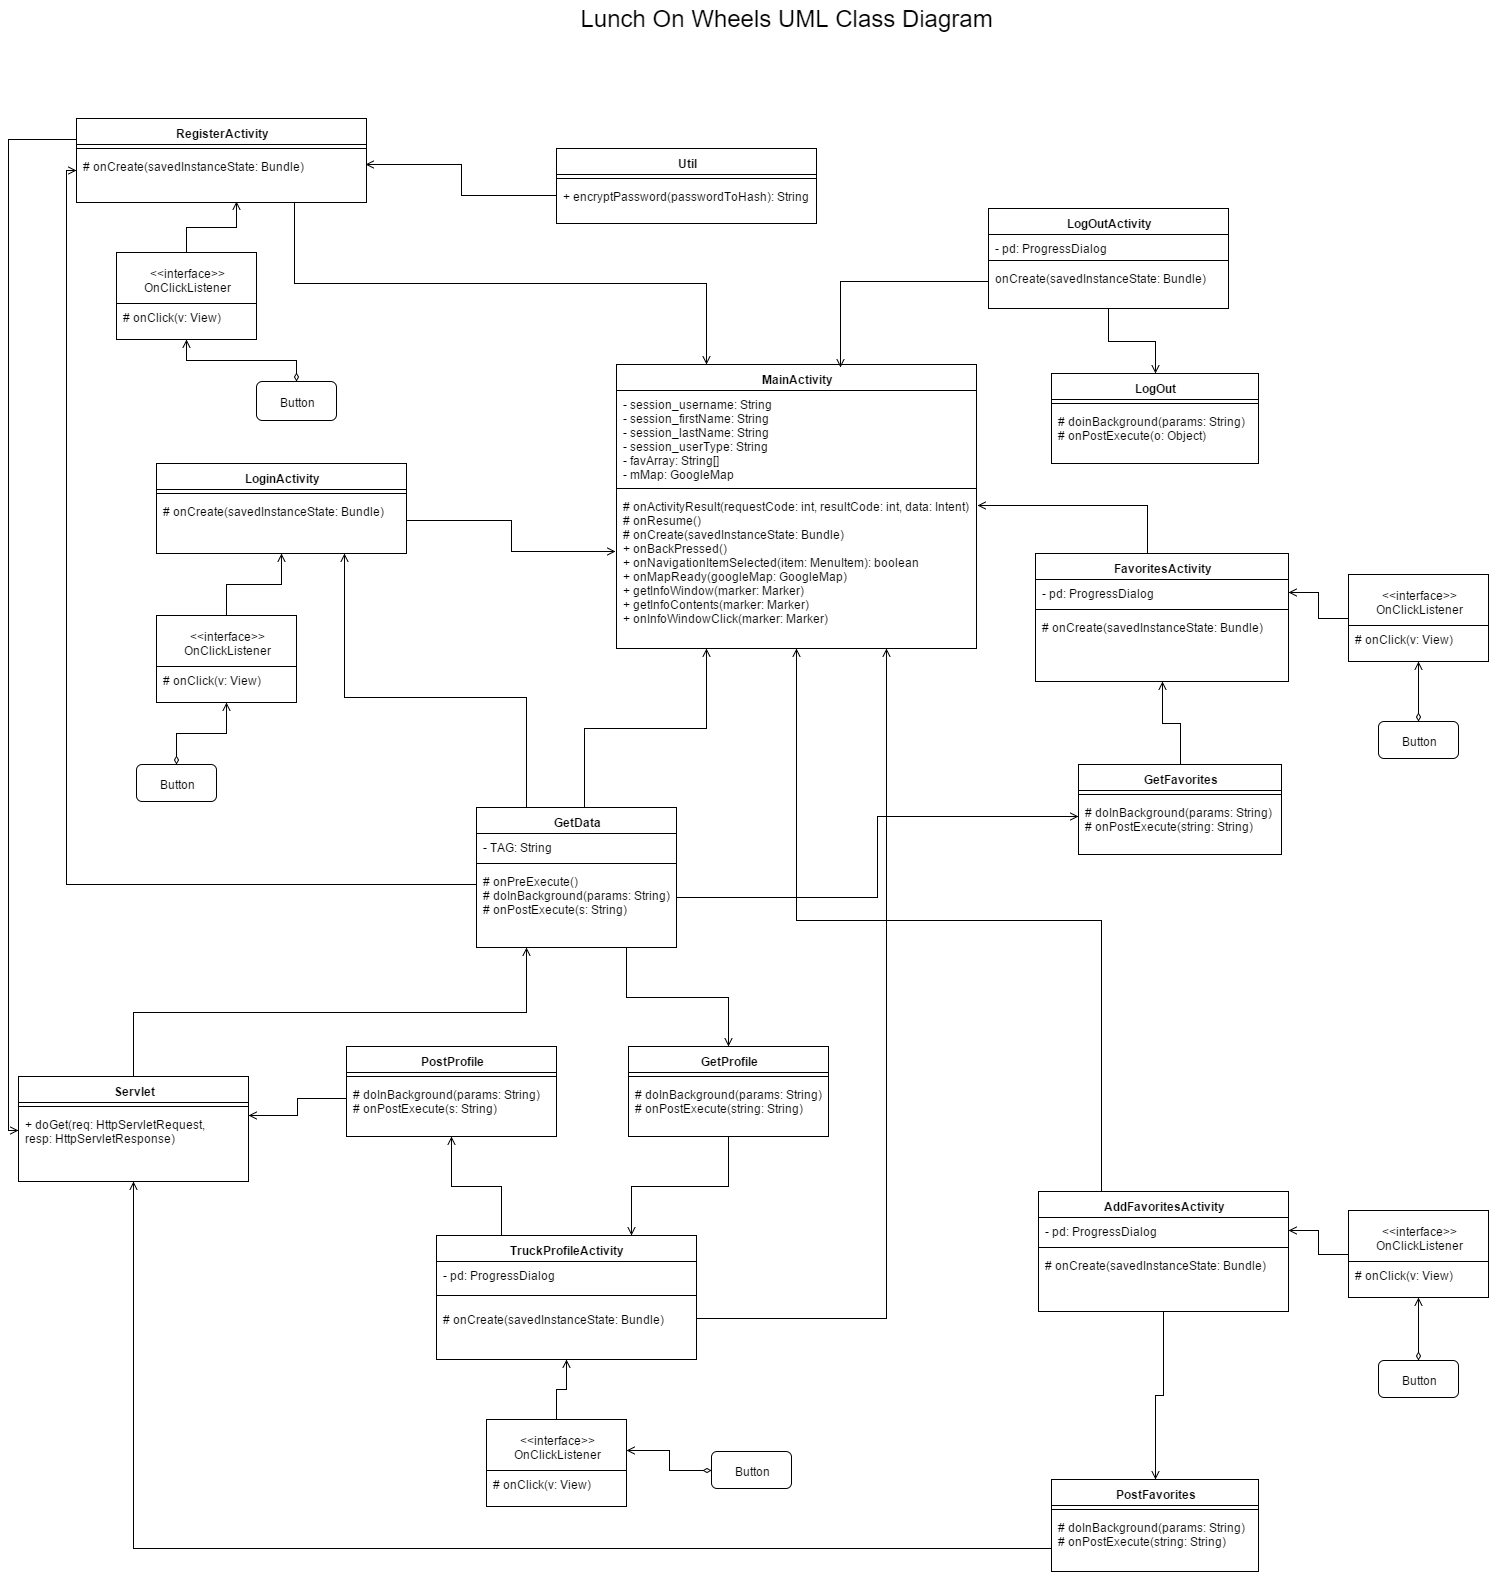 Lunch On Wheels UML Class Diagram
RegisterActivity
# onCreate(savedInstanceState: Bundle)
Util
+ encryptPassword(passwordToHash): String
LogOutActivity
- pd: ProgressDialog
onCreate(savedInstanceState: Bundle)
<<interface>>
OnClickListener
# onClick(v: View)
Button
LogOut
# doinBackground(params: String)
# onPostExecute(o: Object)
MainActivity
- session_username: String
- session_firstName: String
- session_lastName: String
- session_userType: String
- favArray: String[]
- mMap: GoogleMap
# onActivityResult(requestCode: int, resultCode: int, data: Intent)
# onResume()
# onCreate(savedInstanceState: Bundle)
+ onBackPressed()
+ onNavigationItemSelected(item: MenuItem): boolean
+ onMapReady(googleMap: GoogleMap)
+ getInfoWindow(marker: Marker)
+ getInfoContents(marker: Marker)
+ onInfoWindowClick(marker: Marker)
LoginActivity
# onCreate(savedInstanceState: Bundle)
<<interface>>
OnClickListener
# onClick(v: View)
Button
FavoritesActivity
- pd: ProgressDialog
# onCreate(savedInstanceState: Bundle)
<<interface>>
OnClickListener
# onClick(v: View)
Button
GetFavorites
# doInBackground(params: String)
# onPostExecute(string: String)
GetData
- TAG: String
# onPreExecute()
# doInBackground(params: String)
# onPostExecute(s: String)
PostProfile
# doInBackground(params: String)
# onPostExecute(s: String)
GetProfile
# doInBackground(params: String)
# onPostExecute(string: String)
Servlet
+ doGet(req: HttpServletRequest,
resp: HttpServletResponse)
TruckProfileActivity
- pd: ProgressDialog
# onCreate(savedInstanceState: Bundle)
<<interface>>
OnClickListener
# onClick(v: View)
Button
AddFavoritesActivity
- pd: ProgressDialog
# onCreate(savedInstanceState: Bundle)
<<interface>>
OnClickListener
# onClick(v: View)
Button
PostFavorites
# doInBackground(params: String)
# onPostExecute(string: String)